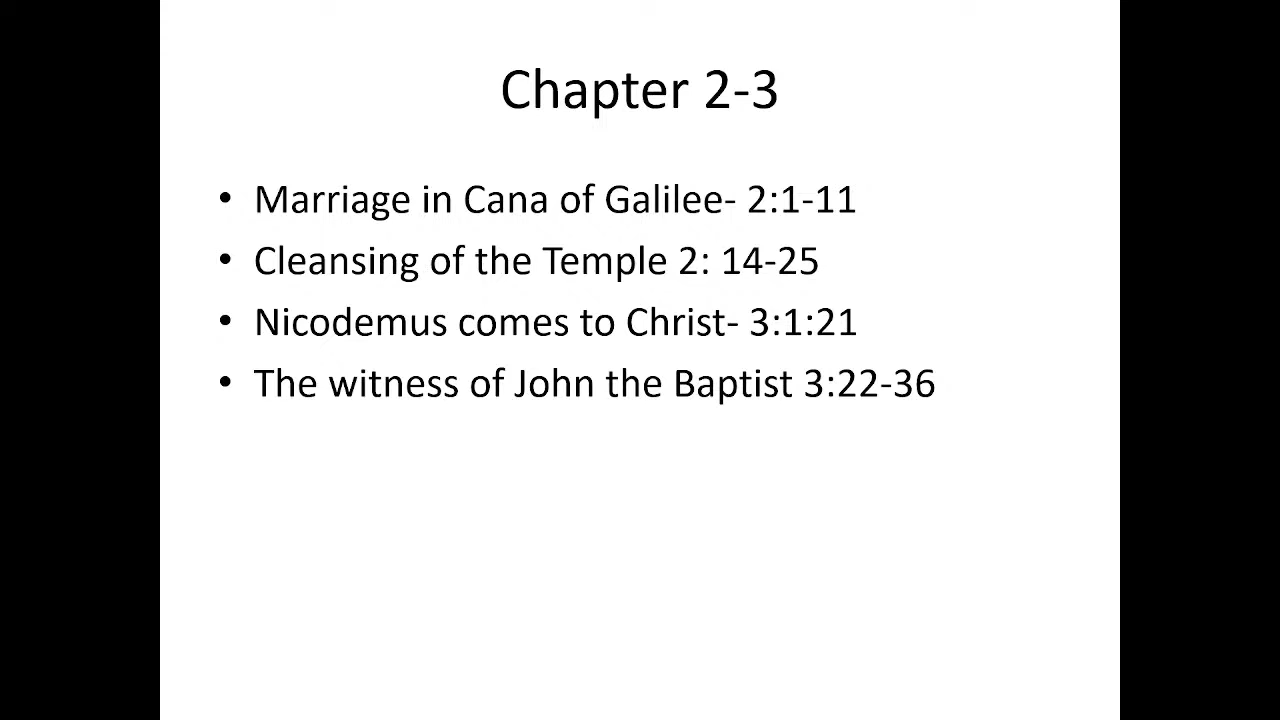 Chapter 2-3
• Marriage in Cana of Galilee- 2:1-11
• Cleansing of the Temple 2: 14-25
• Nicodemus comes to Christ- 3:1:21
• The witness of John the Baptist 3:22-36